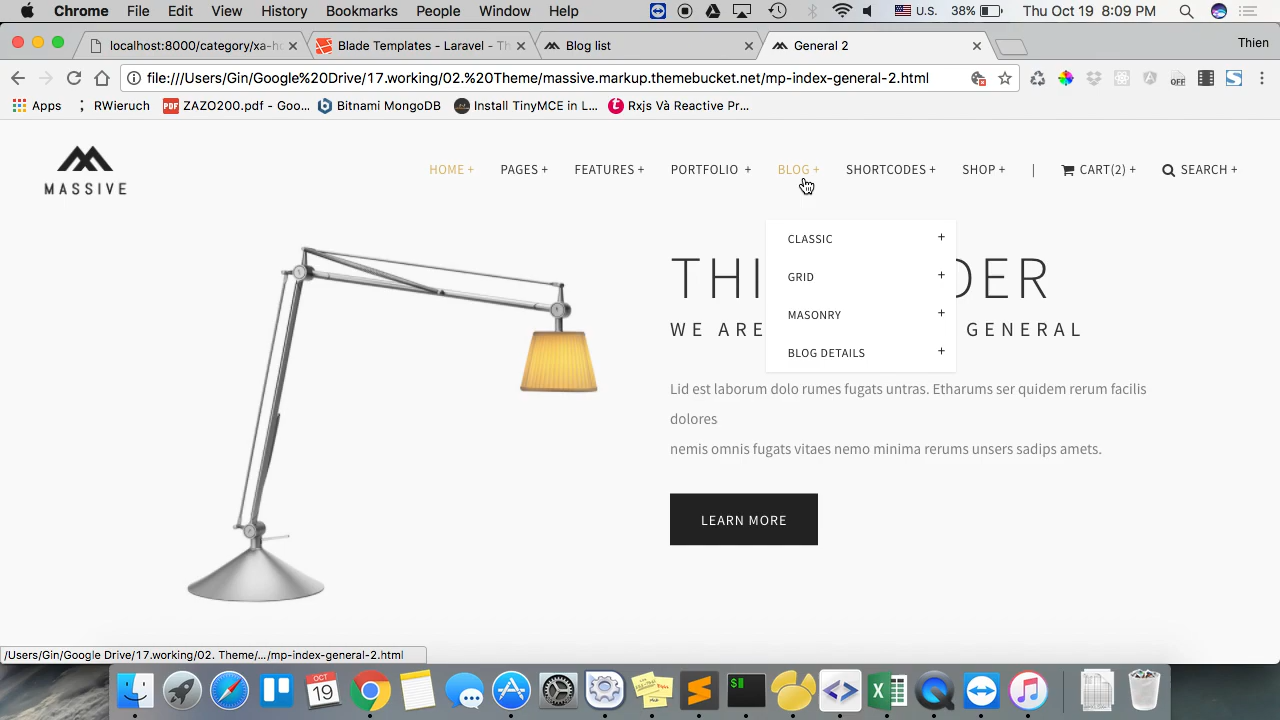 Chrome File Edit View History Bookmarks People Window Help U.S. 38% Thu Oct 19 8:09 PM
localhost:8000/category/xa-h
Blade Templates - Laravel - Th
Blog list
General 2
Thien
file:///Users/Gin/Google%20Drive/17.working/02.%20Theme/massive.markup.themebucket.net/mp-index-general-2.html
Apps RWieruch ZAZO200.pdf - Goo... Bitnami MongoDB Install TinyMCE in L... Rxjs Và Reactive Pr...
MASSIVE
HOME + PAGES + FEATURES + PORTFOLIO + BLOG + SHORTCODES + SHOP + | CART(2) + SEARCH +
CLASSIC +
GRID +
MASONRY +
BLOG DETAILS +
THI DER
WE ARE GENERAL
Lid est laborum dolo rumes fugats untras. Etharums ser quidem rerum facilis
dolores
nemis omnis fugats vitaes nemo minima rerums unsers sadips amets.
LEARN MORE
/Users/Gin/Google Drive/17.working/02. Theme/.../mp-index-general-2.html
OCT
19